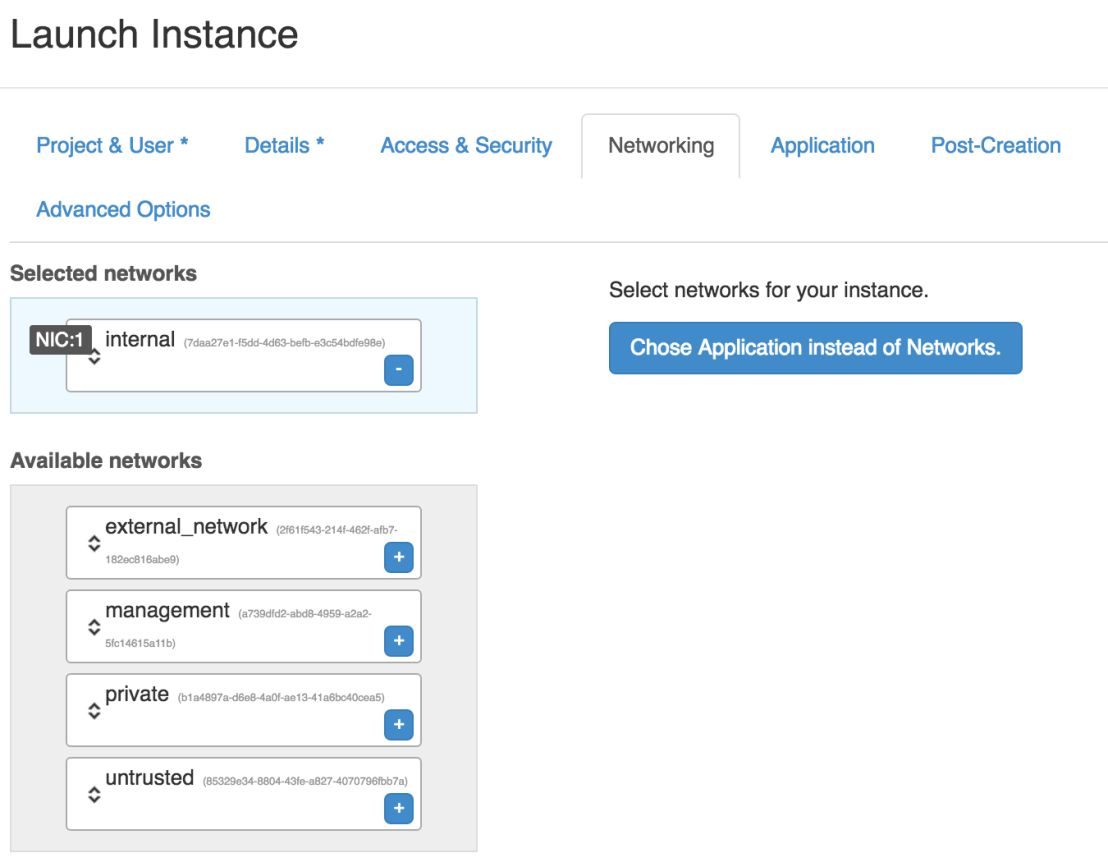 Launch Instance
Project & User * Details * Access & Security Networking Application Post-Creation
Advanced Options
Selected networks
NIC:1 internal (7daa27e1-f5dd-4d63-befb-e3c54bdfe98e)
-
Select networks for your instance.
Chose Application instead of Networks.
Available networks
external_network (2f61f543-214f-462f-afb7-
182ec816abe9)
+
management (a739dfd2-abd8-4959-a2a2-
5fc14615a11b)
+
private (b1a4897a-d6e8-4a0f-ae13-41a6bc40cea5)
+
untrusted (85329e34-8804-43fe-a827-4070796fbb7a)
+